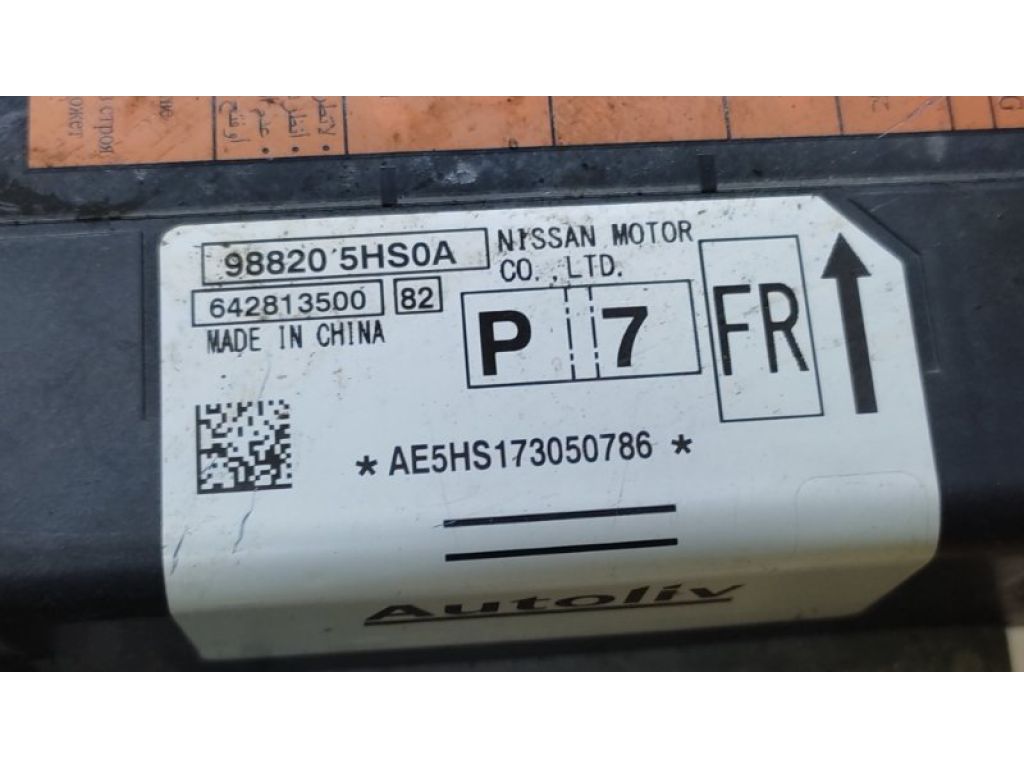 98820 5HS0A
NISSAN MOTOR
CO.,LTD.
642813500 82
MADE IN CHINA
P 7
FR
* AE5HS173050786 *
Autoliv